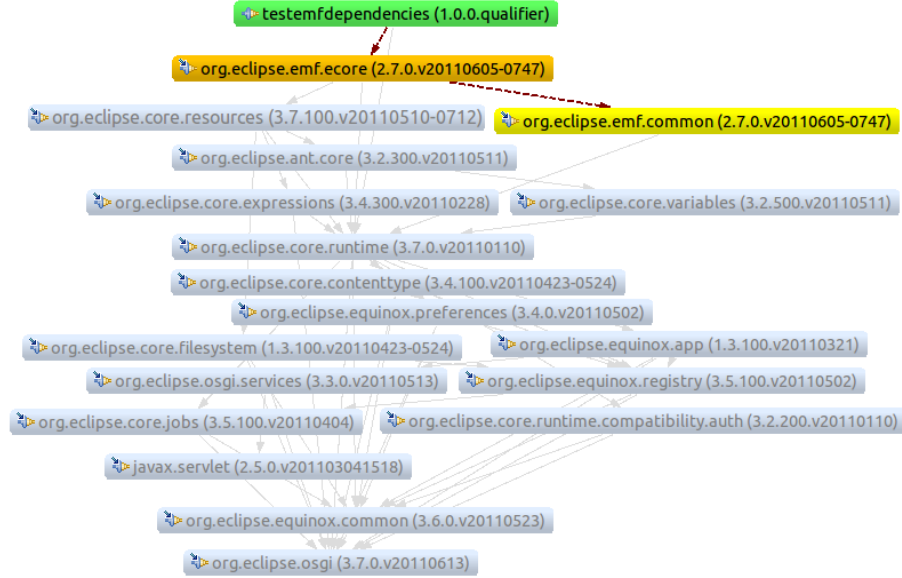 testemfdependencies (1.0.0.qualifier)
org.eclipse.emf.ecore (2.7.0.v20110605-0747)
org.eclipse.core.resources (3.7.100.v20110510-0712)
org.eclipse.emf.common (2.7.0.v20110605-0747)
org.eclipse.ant.core (3.2.300.v20110511)
org.eclipse.core.expressions (3.4.300.v20110228)
org.eclipse.core.variables (3.2.500.v20110511)
org.eclipse.core.runtime (3.7.0.v20110110)
org.eclipse.core.contenttype (3.4.100.v20110423-0524)
org.eclipse.equinox.preferences (3.4.0.v20110502)
org.eclipse.core.filesystem (1.3.100.v20110423-0524)
org.eclipse.equinox.app (1.3.100.v20110321)
org.eclipse.osgi.services (3.3.0.v20110513)
org.eclipse.equinox.registry (3.5.100.v20110502)
org.eclipse.core.jobs (3.5.100.v20110404)
org.eclipse.core.runtime.compatibility.auth (3.2.200.v20110110)
javax.servlet (2.5.0.v201103041518)
org.eclipse.equinox.common (3.6.0.v20110523)
org.eclipse.osgi (3.7.0.v20110613)